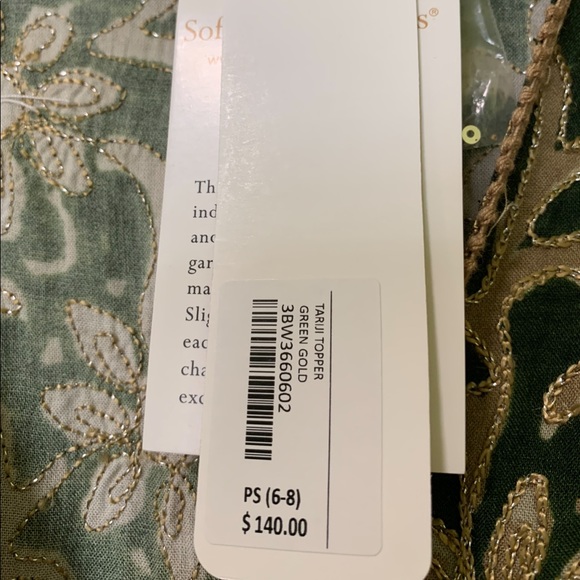 Sof
s®
Th
ind
and
gar
ma
Slig
eac
cha
exc
TARIJI TOPPER
GREEN GOLD
3BW3660602
PS (6-8)
$ 140.00